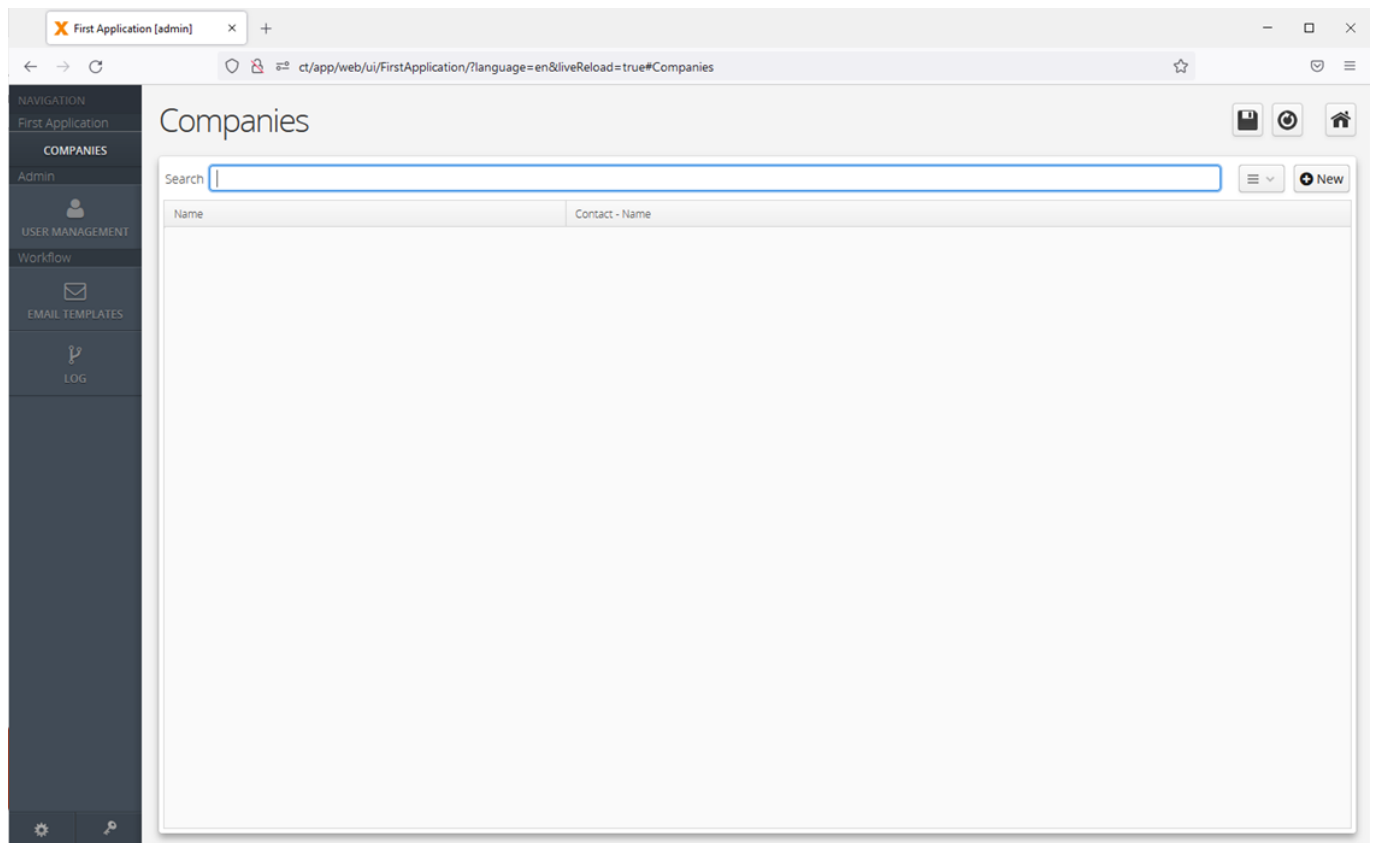 First Application [admin]
ct/app/web/ui/FirstApplication/?language=en&liveReload=true#Companies
NAVIGATION
First Application
COMPANIES
Admin
USER MANAGEMENT
Workflow
EMAIL TEMPLATES
LOG
Companies
Search
New
Name Contact - Name